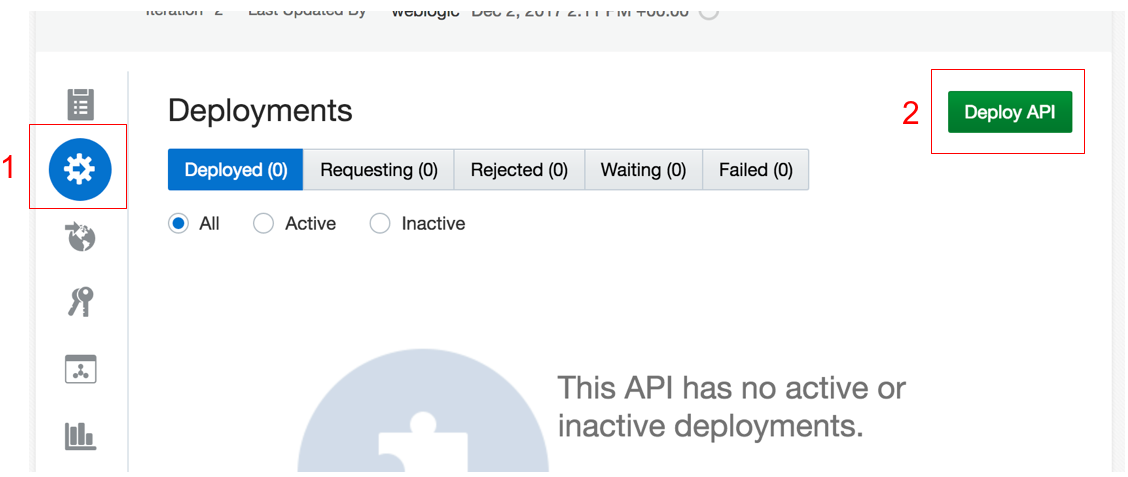 Iteration 2 Last Updated By weblogic Dec 2, 2017 2:11 PM +00:00
Deployments
2
Deploy API
1
Deployed (0) Requesting (0) Rejected (0) Waiting (0) Failed (0)
All Active Inactive
This API has no active or
inactive deployments.